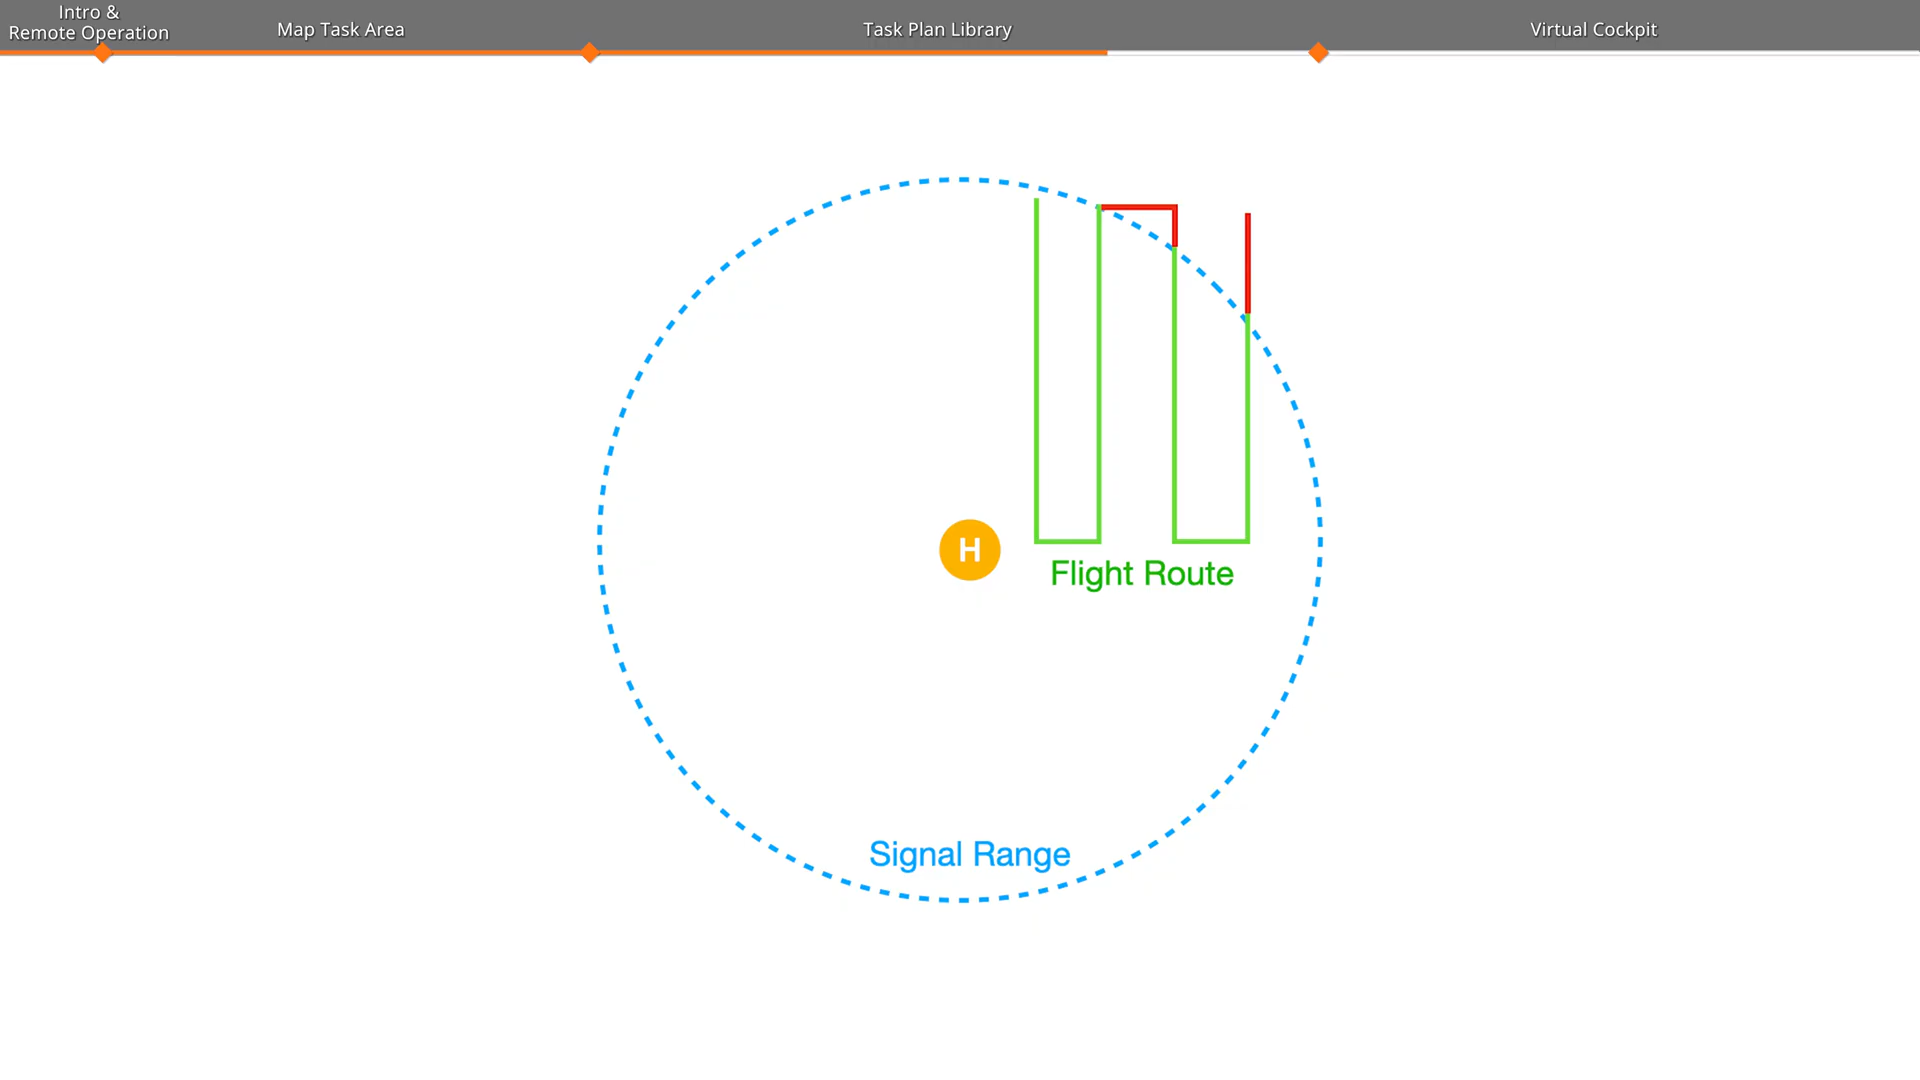 Intro &
Remote Operation
Map Task Area
Task Plan Library
Virtual Cockpit
H
Flight Route
Signal Range